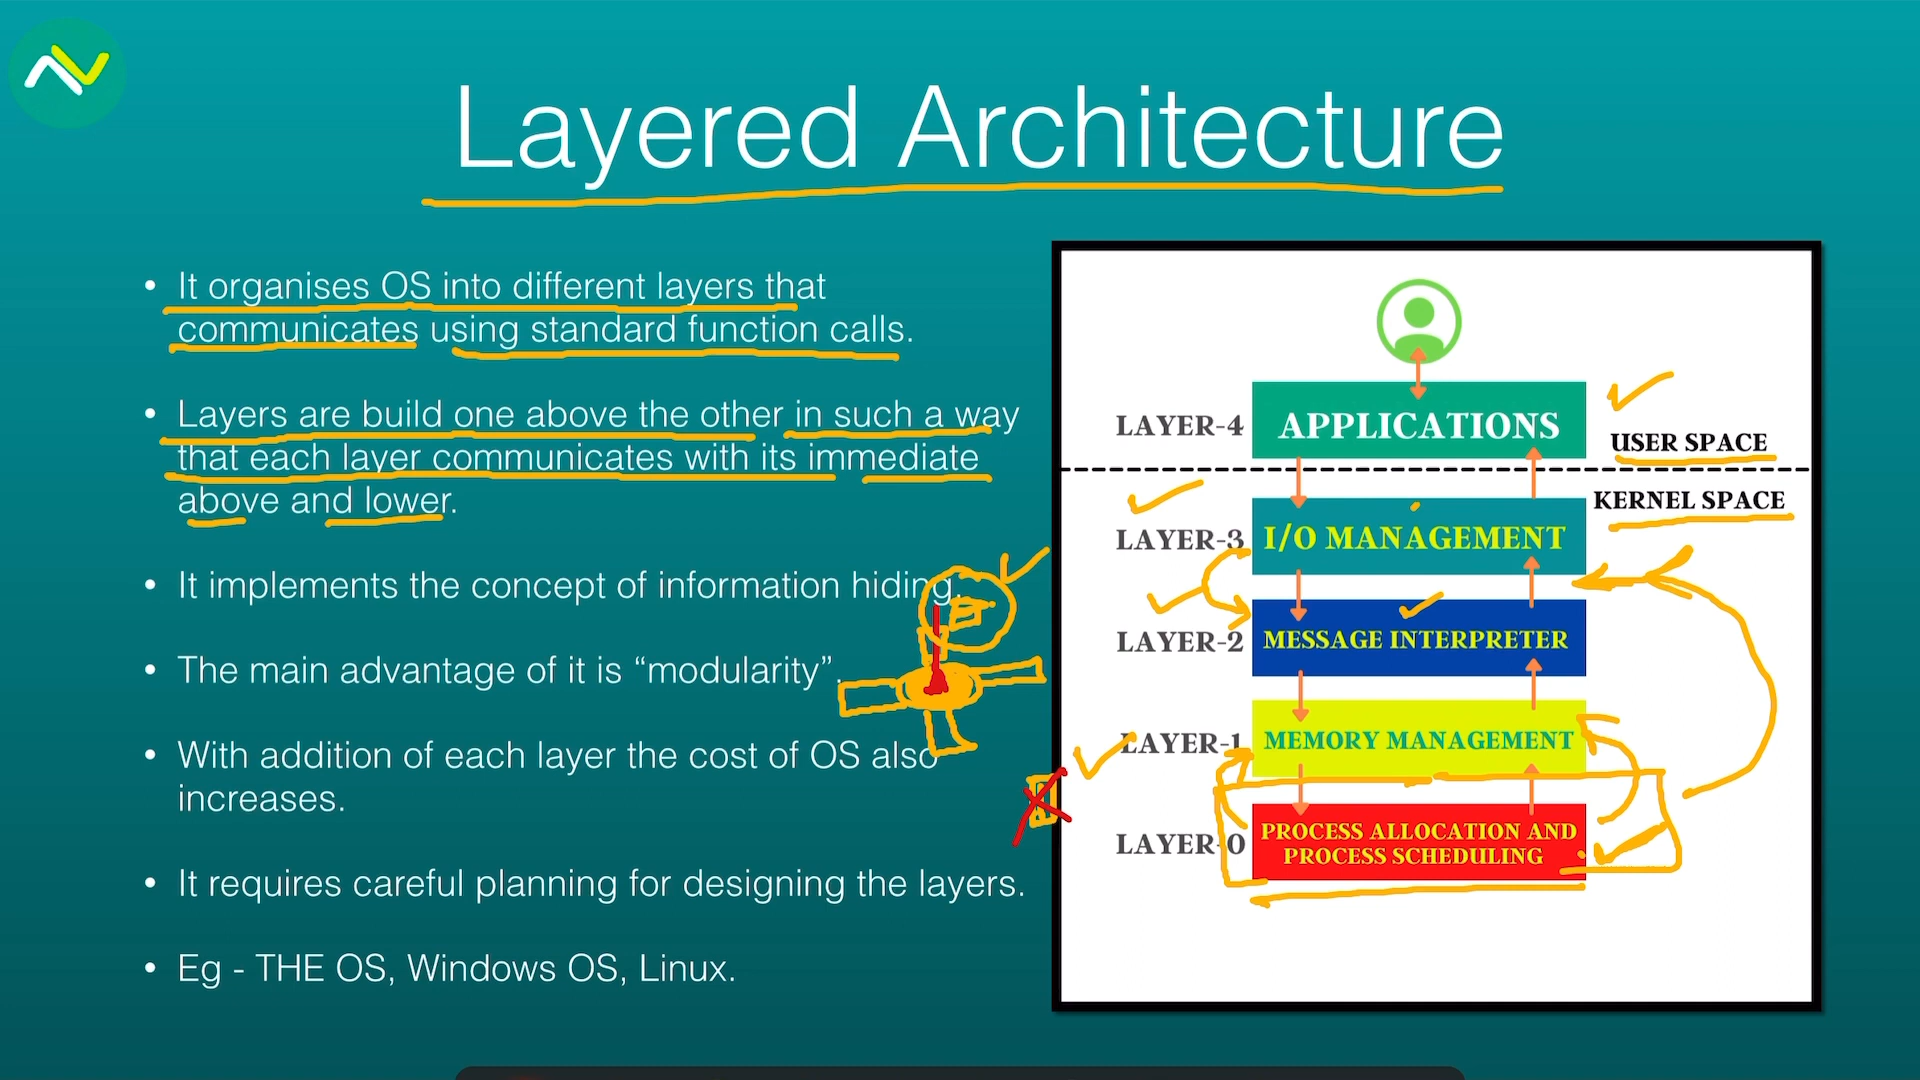 Layered Architecture
• It organises OS into different layers that
communicates using standard function calls.
• Layers are build one above the other in such a way
that each layer communicates with its immediate
above and lower.
• It implements the concept of information hiding.
• The main advantage of it is “modularity”.
• With addition of each layer the cost of OS also
increases.
• It requires careful planning for designing the layers.
• Eg - THE OS, Windows OS, Linux.
LAYER-4 APPLICATIONS
USER SPACE
KERNEL SPACE
LAYER-3 I/O MANAGEMENT
LAYER-2 MESSAGE INTERPRETER
LAYER-1 MEMORY MANAGEMENT
LAYER-0 PROCESS ALLOCATION AND
PROCESS SCHEDULING